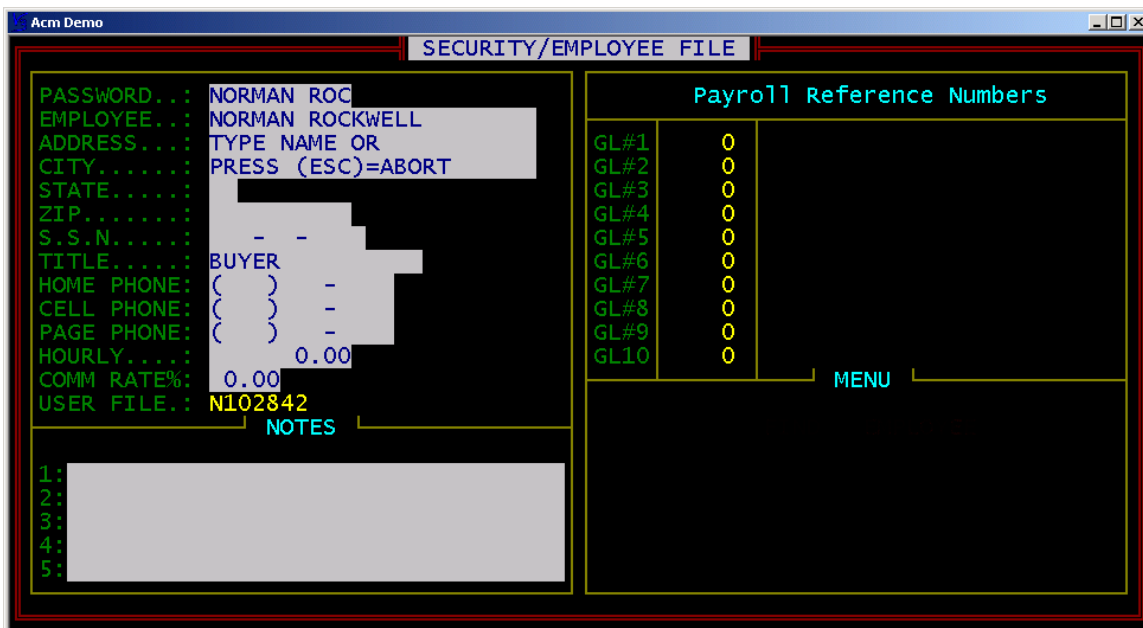 Acm Demo
SECURITY/EMPLOYEE FILE
PASSWORD..: NORMAN ROC
EMPLOYEE..: NORMAN ROCKWELL
ADDRESS...: TYPE NAME OR
CITY......: PRESS (ESC)=ABORT
STATE.....:
ZIP.......:
S.S.N.....: - -
TITLE.....: BUYER
HOME PHONE: ( ) -
CELL PHONE: ( ) -
PAGE PHONE: ( ) -
HOURLY....: 0.00
COMM RATE%: 0.00
USER FILE.: N102842
NOTES
1:
2:
3:
4:
5:
Payroll Reference Numbers
GL#1 0
GL#2 0
GL#3 0
GL#4 0
GL#5 0
GL#6 0
GL#7 0
GL#8 0
GL#9 0
GL10 0
MENU